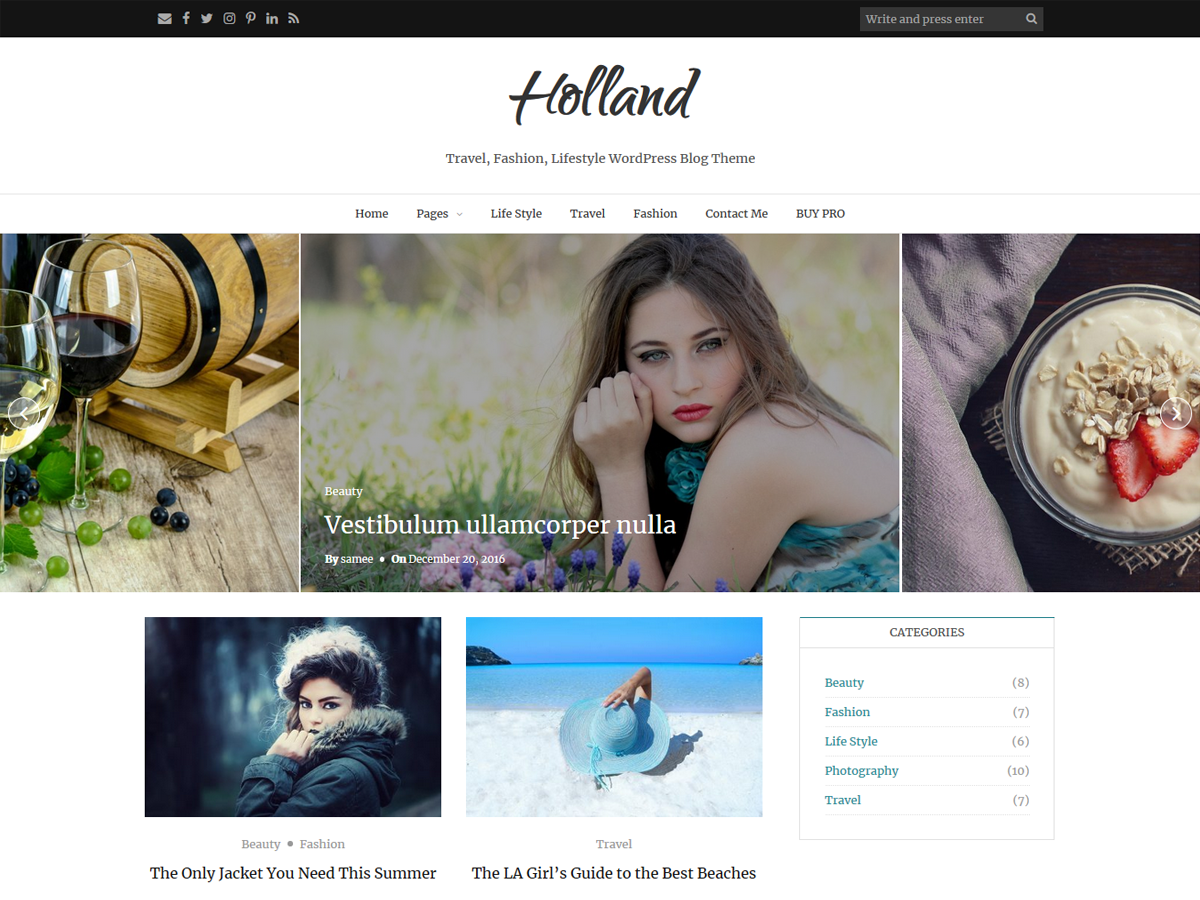 Write and press enter
Holland
Travel, Fashion, Lifestyle WordPress Blog Theme
Home Pages Life Style Travel Fashion Contact Me BUY PRO
Beauty
Vestibulum ullamcorper nulla
By samee ● On December 20, 2016
Beauty ● Fashion
The Only Jacket You Need This Summer
Travel
The LA Girl’s Guide to the Best Beaches
CATEGORIES
Beauty (8)
Fashion (7)
Life Style (6)
Photography (10)
Travel (7)